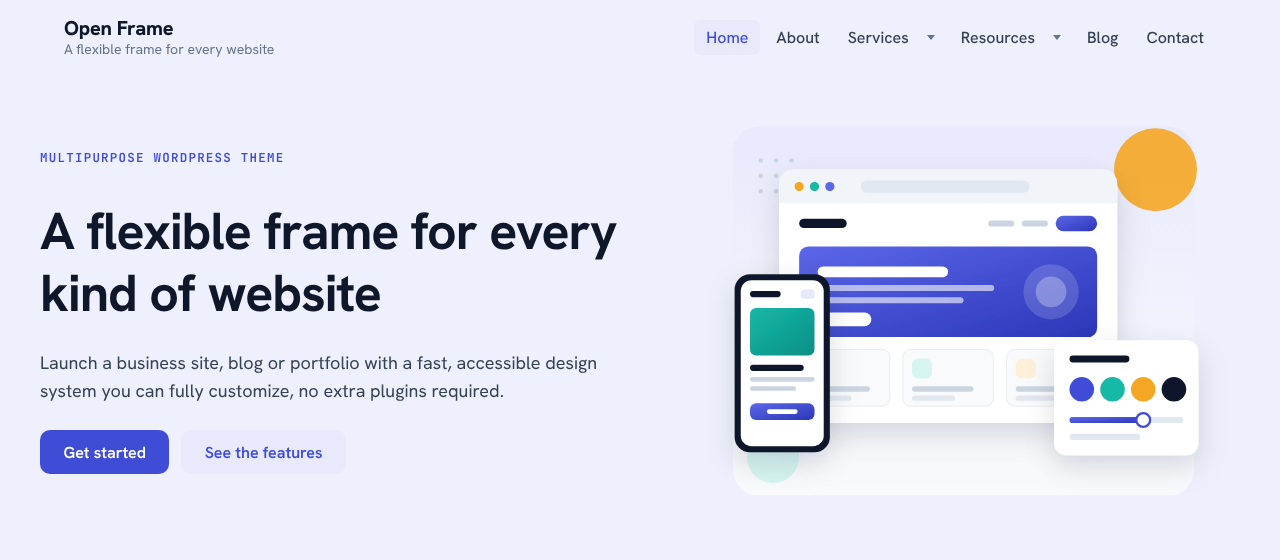 Open Frame
A flexible frame for every website
Home About Services Resources Blog Contact
MULTIPURPOSE WORDPRESS THEME
A flexible frame for every
kind of website
Launch a business site, blog or portfolio with a fast, accessible design
system you can fully customize, no extra plugins required.
Get started See the features